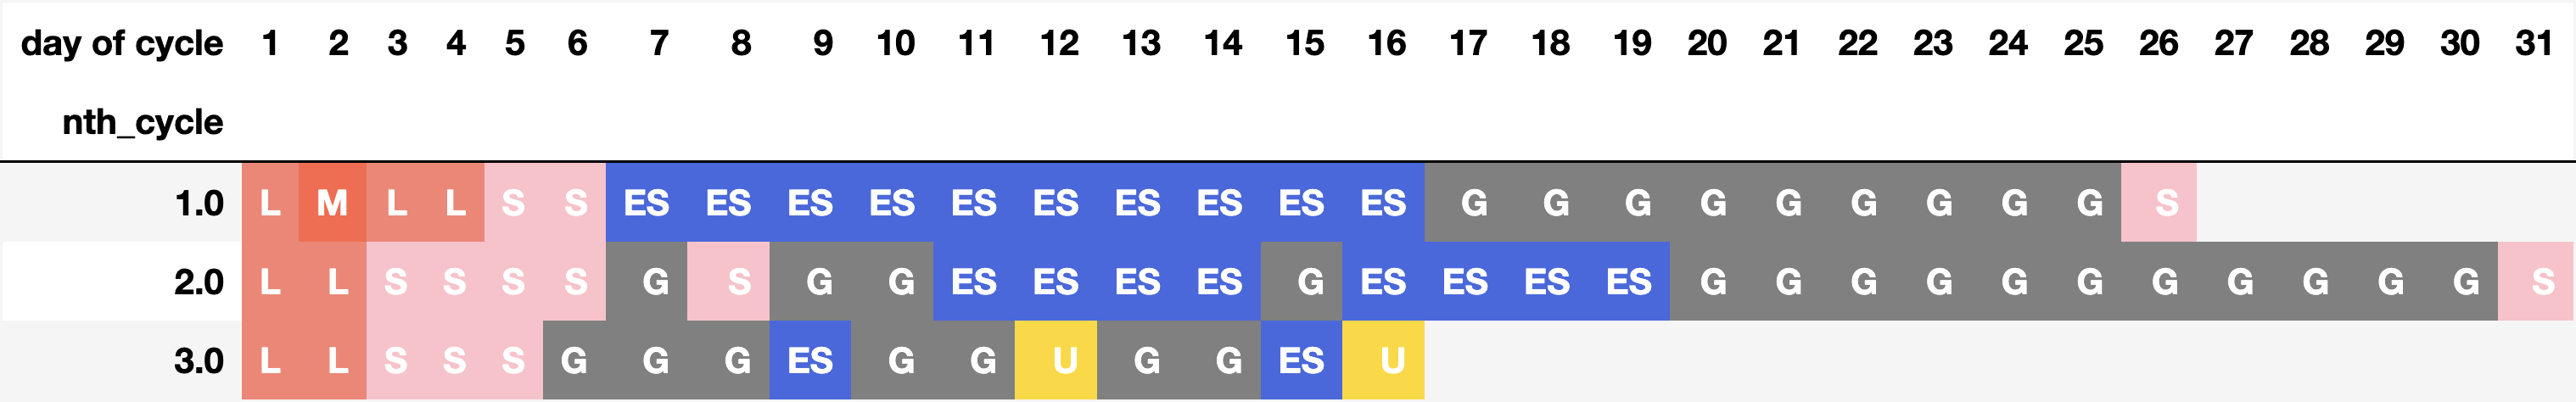 day of cycle 1 2 3 4 5 6 7 8 9 10 11 12 13 14 15 16 17 18 19 20 21 22 23 24 25 26 27 28 29 30 31
nth_cycle
1.0 L M L L S S ES ES ES ES ES ES ES ES ES ES G G G G G G G G G S
2.0 L L S S S S G S G G ES ES ES ES G ES ES ES ES G G G G G G G G G G G S
3.0 L L S S S G G G ES G G U G G ES U